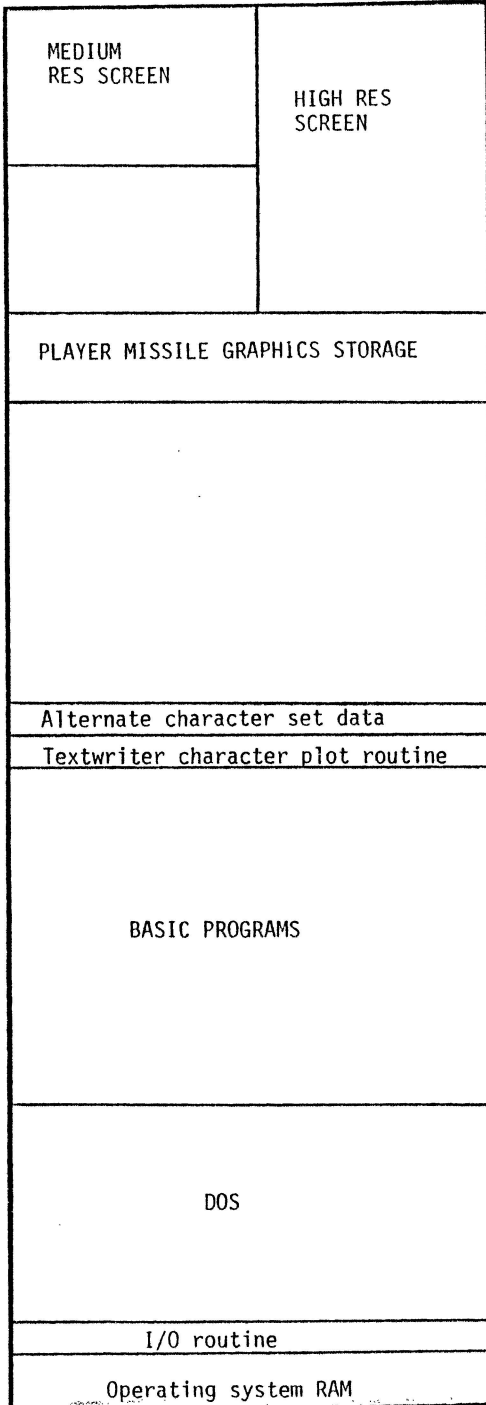 MEDIUM
RES SCREEN
HIGH RES
SCREEN
PLAYER MISSILE GRAPHICS STORAGE
Alternate character set data
Textwriter character plot routine
BASIC PROGRAMS
DOS
I/O routine
Operating system RAM